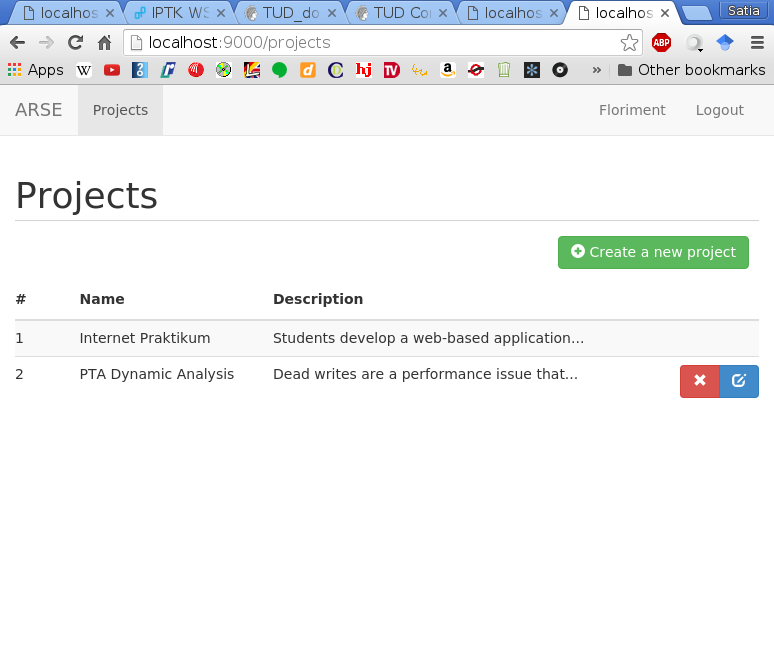 localhos IPTK WS TUD_do TUD Co localhos localhos Satia
localhost:9000/projects ABP
Apps W hj TV a » Other bookmarks
ARSE Projects Floriment Logout
Projects
Create a new project
# Name Description
1 Internet Praktikum Students develop a web-based application...
2 PTA Dynamic Analysis Dead writes are a performance issue that...